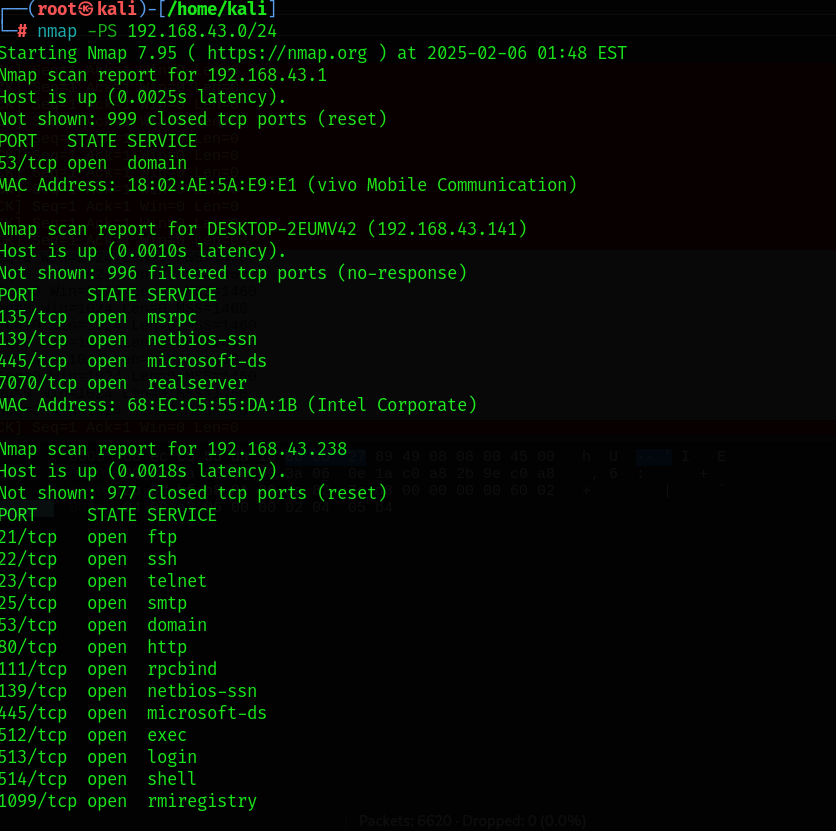 (root㉿kali)-[/home/kali]
# nmap -PS 192.168.43.0/24
Starting Nmap 7.95 ( https://nmap.org ) at 2025-02-06 01:48 EST
Nmap scan report for 192.168.43.1
Host is up (0.0025s latency).
Not shown: 999 closed tcp ports (reset)
PORT   STATE SERVICE
53/tcp open  domain
MAC Address: 18:02:AE:5A:E9:E1 (vivo Mobile Communication)

Nmap scan report for DESKTOP-2EUMV42 (192.168.43.141)
Host is up (0.0010s latency).
Not shown: 996 filtered tcp ports (no-response)
PORT     STATE SERVICE
135/tcp  open  msrpc
139/tcp  open  netbios-ssn
445/tcp  open  microsoft-ds
7070/tcp open  realserver
MAC Address: 68:EC:C5:55:DA:1B (Intel Corporate)

Nmap scan report for 192.168.43.238
Host is up (0.0018s latency).
Not shown: 977 closed tcp ports (reset)
PORT     STATE SERVICE
21/tcp   open  ftp
22/tcp   open  ssh
23/tcp   open  telnet
25/tcp   open  smtp
53/tcp   open  domain
80/tcp   open  http
111/tcp  open  rpcbind
139/tcp  open  netbios-ssn
445/tcp  open  microsoft-ds
512/tcp  open  exec
513/tcp  open  login
514/tcp  open  shell
1099/tcp open  rmiregistry
Packets: 6620 · Dropped: 0 (0.0%)